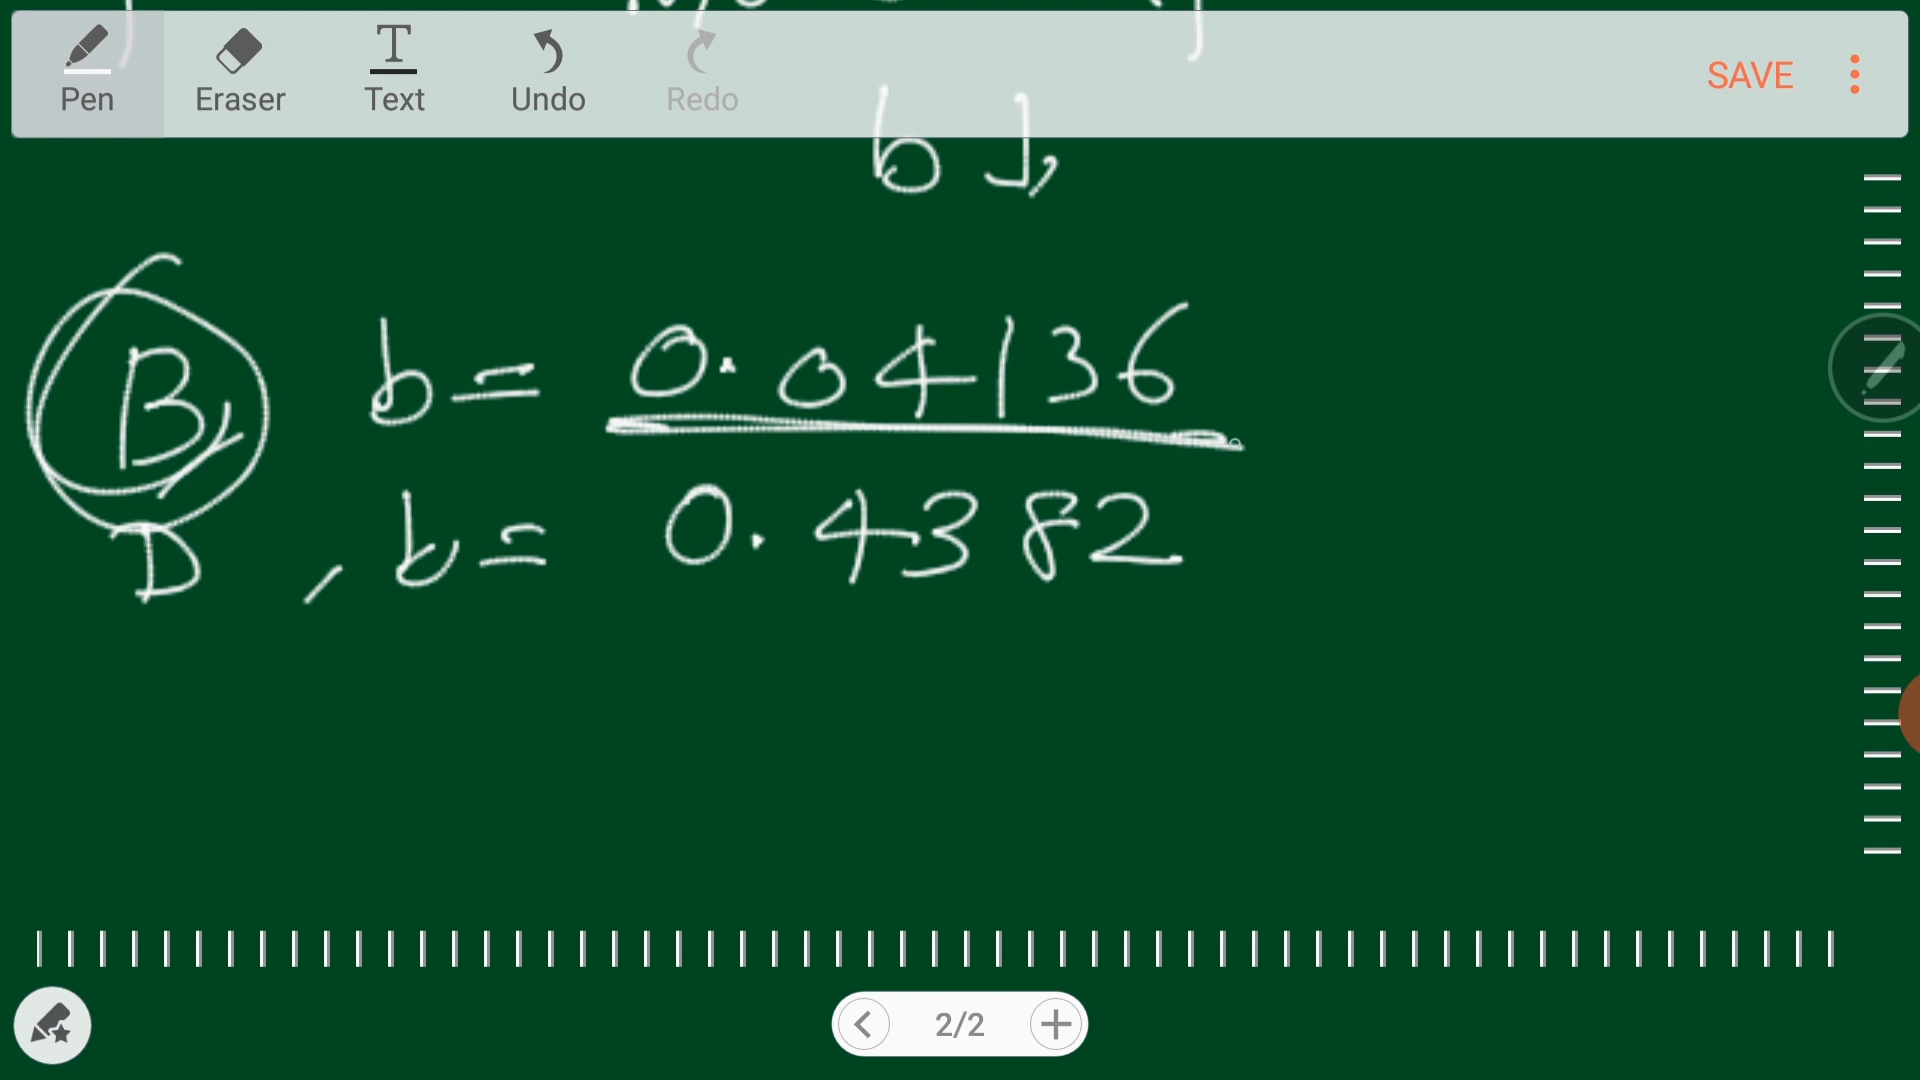 Pen Eraser Text Undo Redo SAVE
b],
B, b= 0.04136
D, b= 0.4382
2/2